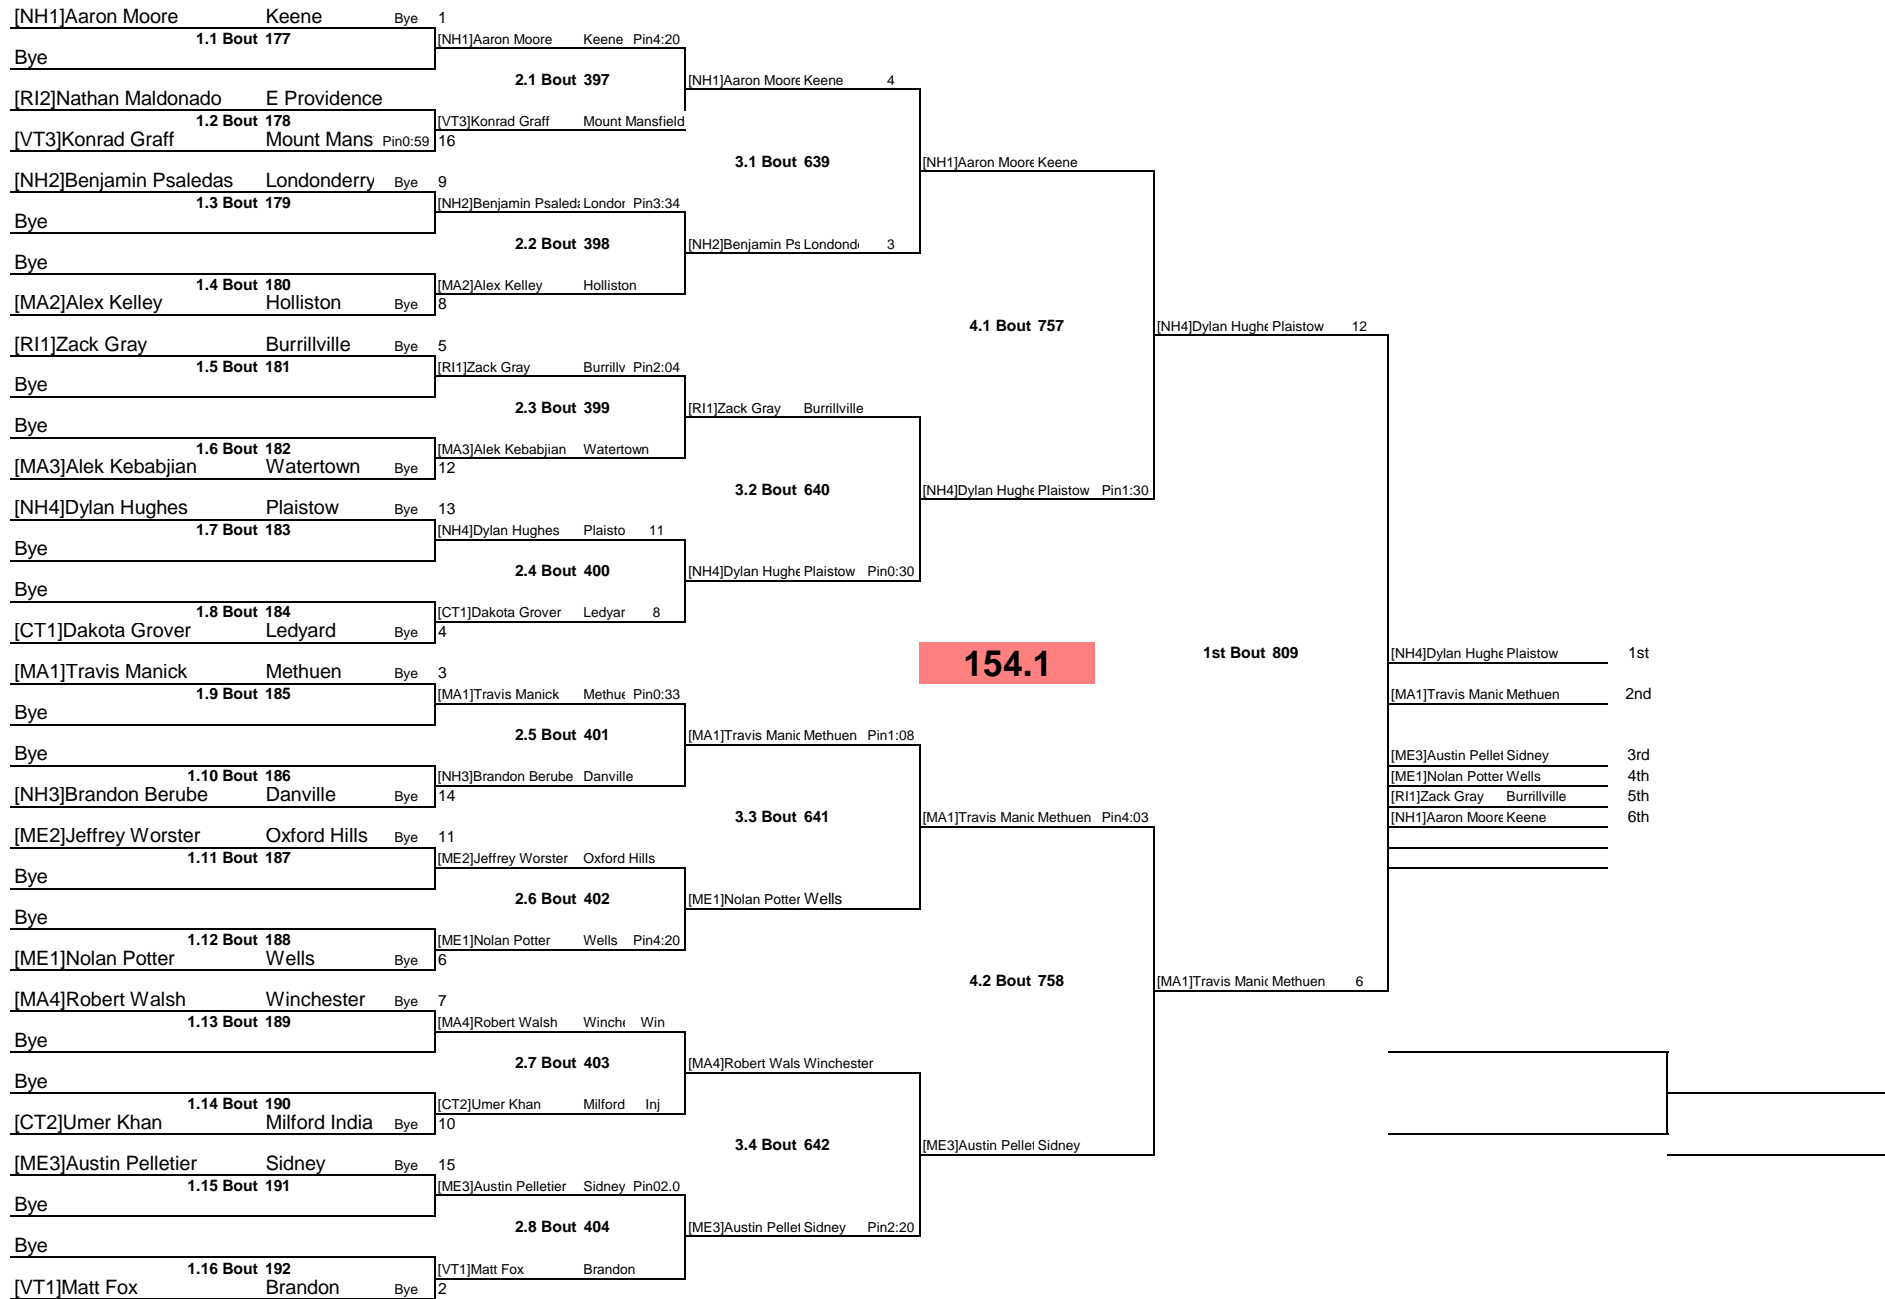 [NH1]Aaron Moore Keene Bye 1
1.1 Bout 177
Bye
[RI2]Nathan Maldonado E Providence
1.2 Bout 178
[VT3]Konrad Graff Mount Mans Pin0:59 16
[NH2]Benjamin Psaledas Londonderry Bye 9
1.3 Bout 179
Bye
Bye
1.4 Bout 180
[MA2]Alex Kelley Holliston Bye 8
[RI1]Zack Gray Burrillville Bye 5
1.5 Bout 181
Bye
Bye
1.6 Bout 182
[MA3]Alek Kebabjian Watertown Bye 12
[NH4]Dylan Hughes Plaistow Bye 13
1.7 Bout 183
Bye
Bye
1.8 Bout 184
[CT1]Dakota Grover Ledyard Bye 4
[MA1]Travis Manick Methuen Bye 3
1.9 Bout 185
Bye
Bye
1.10 Bout 186
[NH3]Brandon Berube Danville Bye 14
[ME2]Jeffrey Worster Oxford Hills Bye 11
1.11 Bout 187
Bye
Bye
1.12 Bout 188
[ME1]Nolan Potter Wells Bye 6
[MA4]Robert Walsh Winchester Bye 7
1.13 Bout 189
Bye
Bye
1.14 Bout 190
[CT2]Umer Khan Milford India Bye 10
[ME3]Austin Pelletier Sidney Bye 15
1.15 Bout 191
Bye
Bye
1.16 Bout 192
[VT1]Matt Fox Brandon Bye 2
[NH1]Aaron Moore Keene Pin4:20
2.1 Bout 397
[VT3]Konrad Graff Mount Mansfield
[NH2]Benjamin Psaleda Londor Pin3:34
2.2 Bout 398
[MA2]Alex Kelley Holliston
[RI1]Zack Gray Burrillv Pin2:04
2.3 Bout 399
[MA3]Alek Kebabjian Watertown
[NH4]Dylan Hughes Plaisto 11
2.4 Bout 400
[CT1]Dakota Grover Ledyar 8
[MA1]Travis Manick Methue Pin0:33
2.5 Bout 401
[NH3]Brandon Berube Danville
[ME2]Jeffrey Worster Oxford Hills
2.6 Bout 402
[ME1]Nolan Potter Wells Pin4:20
[MA4]Robert Walsh Winche Win
2.7 Bout 403
[CT2]Umer Khan Milford Inj
[ME3]Austin Pelletier Sidney Pin02.0
2.8 Bout 404
[VT1]Matt Fox Brandon
[NH1]Aaron Moore Keene 4
3.1 Bout 639
[NH2]Benjamin Ps Londonde 3
[RI1]Zack Gray Burrillville
3.2 Bout 640
[NH4]Dylan Hughe Plaistow Pin0:30
[MA1]Travis Manic Methuen Pin1:08
3.3 Bout 641
[ME1]Nolan Potter Wells
[MA4]Robert Wals Winchester
3.4 Bout 642
[ME3]Austin Pellet Sidney Pin2:20
[NH1]Aaron Moore Keene
4.1 Bout 757
[NH4]Dylan Hughe Plaistow Pin1:30
154.1
[MA1]Travis Manic Methuen Pin4:03
4.2 Bout 758
[ME3]Austin Pellet Sidney
[NH4]Dylan Hughe Plaistow 12
1st Bout 809
[MA1]Travis Manic Methuen 6
[NH4]Dylan Hughe Plaistow 1st
[MA1]Travis Manic Methuen 2nd
[ME3]Austin Pellet Sidney 3rd
[ME1]Nolan Potter Wells 4th
[RI1]Zack Gray Burrillville 5th
[NH1]Aaron Moore Keene 6th